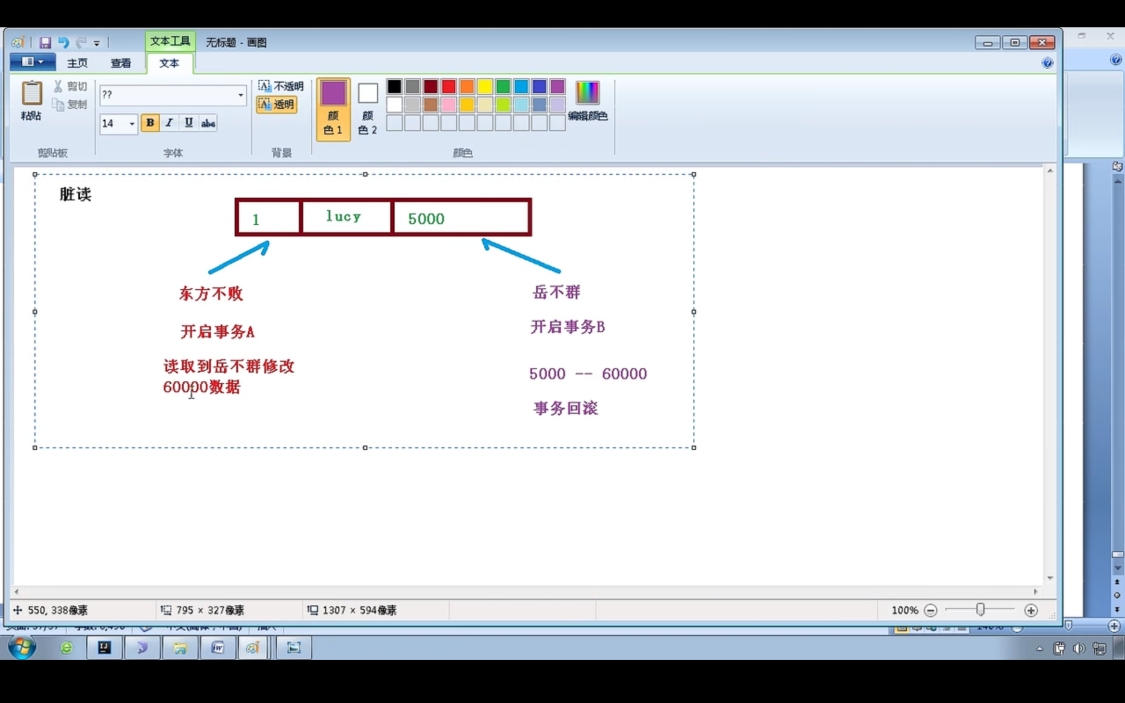 文本工具
无标题 - 画图
主页
查看
文本
粘贴
剪切
复制
剪贴板
??
14
B I U abc
字体
不透明
透明
背景
颜色 1
颜色 2
编辑颜色
颜色
脏读
1 lucy 5000
东方不败
开启事务A
读取到岳不群修改
60000数据
岳不群
开启事务B
5000 -- 60000
事务回滚
550, 338像素
795 × 327像素
1307 × 594像素
100%